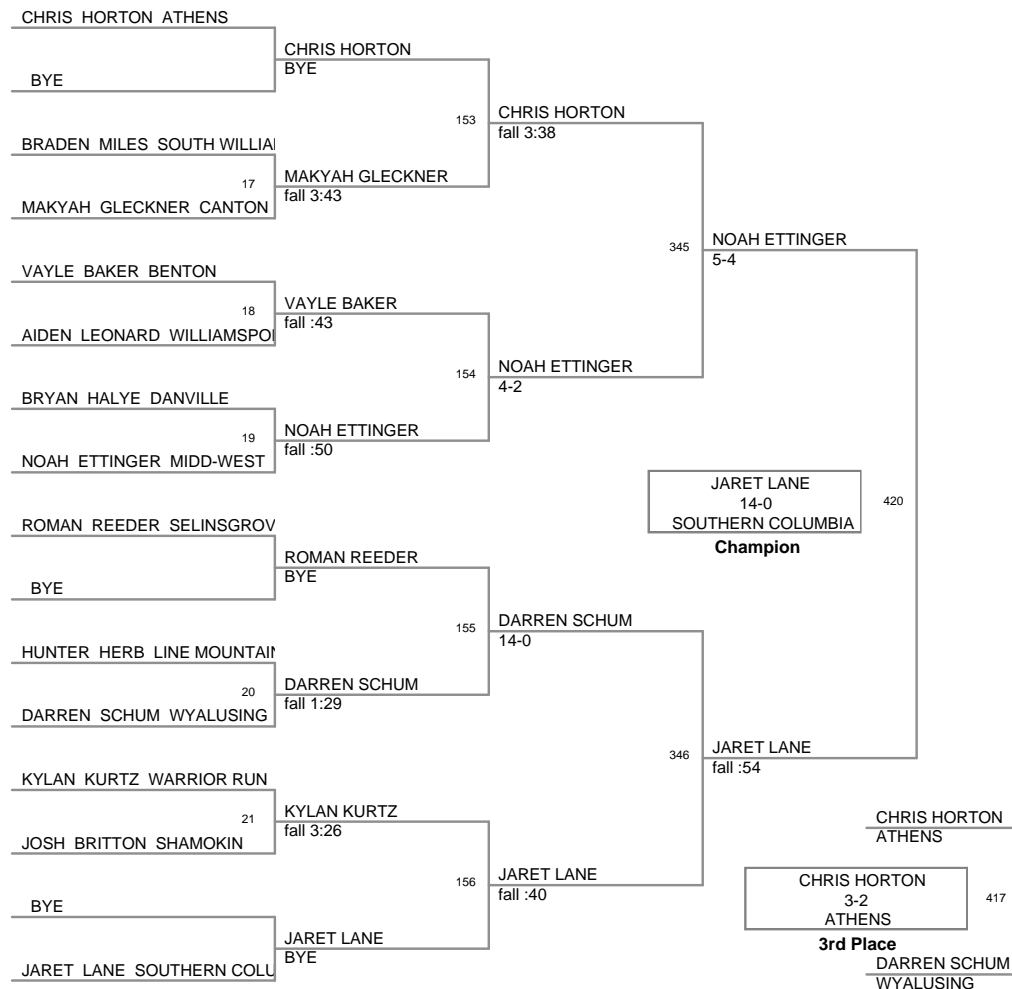 CHRIS HORTON ATHENS
BYE
BRADEN MILES SOUTH WILLIA
17
MAKYAH GLECKNER CANTON
VAYLE BAKER BENTON
18
AIDEN LEONARD WILLIAMSPO
BRYAN HALYE DANVILLE
19
NOAH ETTINGER MIDD-WEST
ROMAN REEDER SELINSGROV
BYE
HUNTER HERB LINE MOUNTAIN
20
DARREN SCHUM WYALUSING
KYLAN KURTZ WARRIOR RUN
21
JOSH BRITTON SHAMOKIN
BYE
JARET LANE SOUTHERN COLU
CHRIS HORTON
BYE
153
MAKYAH GLECKNER
fall 3:43
VAYLE BAKER
fall :43
154
NOAH ETTINGER
fall :50
ROMAN REEDER
BYE
155
DARREN SCHUM
fall 1:29
KYLAN KURTZ
fall 3:26
156
JARET LANE
BYE
CHRIS HORTON
fall 3:38
345
NOAH ETTINGER
4-2
DARREN SCHUM
14-0
346
JARET LANE
fall :40
NOAH ETTINGER
5-4
JARET LANE
14-0
SOUTHERN COLUMBIA
420
Champion
JARET LANE
fall :54
CHRIS HORTON
ATHENS
CHRIS HORTON
3-2
ATHENS
417
3rd Place
DARREN SCHUM
WYALUSING